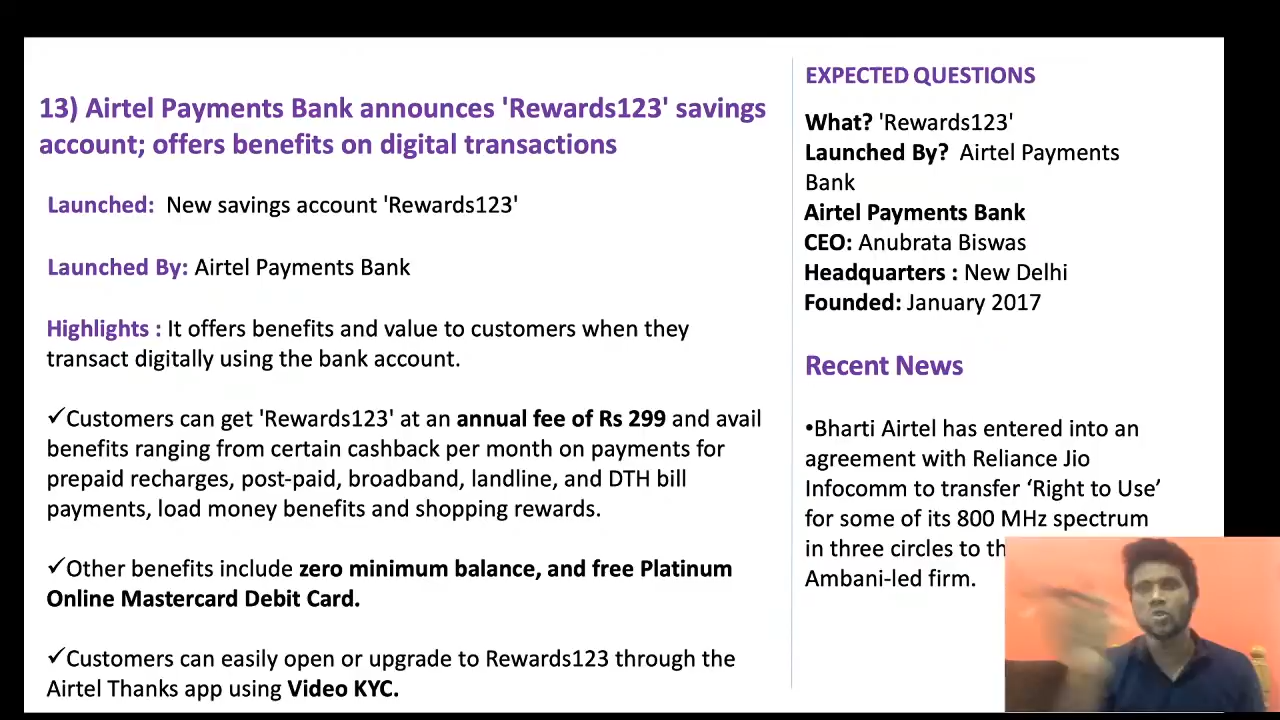 13) Airtel Payments Bank announces 'Rewards123' savings
account; offers benefits on digital transactions
Launched: New savings account 'Rewards123'
Launched By: Airtel Payments Bank
Highlights : It offers benefits and value to customers when they
transact digitally using the bank account.
✓Customers can get 'Rewards123' at an annual fee of Rs 299 and avail
benefits ranging from certain cashback per month on payments for
prepaid recharges, post-paid, broadband, landline, and DTH bill
payments, load money benefits and shopping rewards.
✓Other benefits include zero minimum balance, and free Platinum
Online Mastercard Debit Card.
✓Customers can easily open or upgrade to Rewards123 through the
Airtel Thanks app using Video KYC.
EXPECTED QUESTIONS
What? 'Rewards123'
Launched By? Airtel Payments
Bank
Airtel Payments Bank
CEO: Anubrata Biswas
Headquarters : New Delhi
Founded: January 2017
Recent News
•Bharti Airtel has entered into an
agreement with Reliance Jio
Infocomm to transfer ‘Right to Use’
for some of its 800 MHz spectrum
in three circles to
Ambani-led firm.